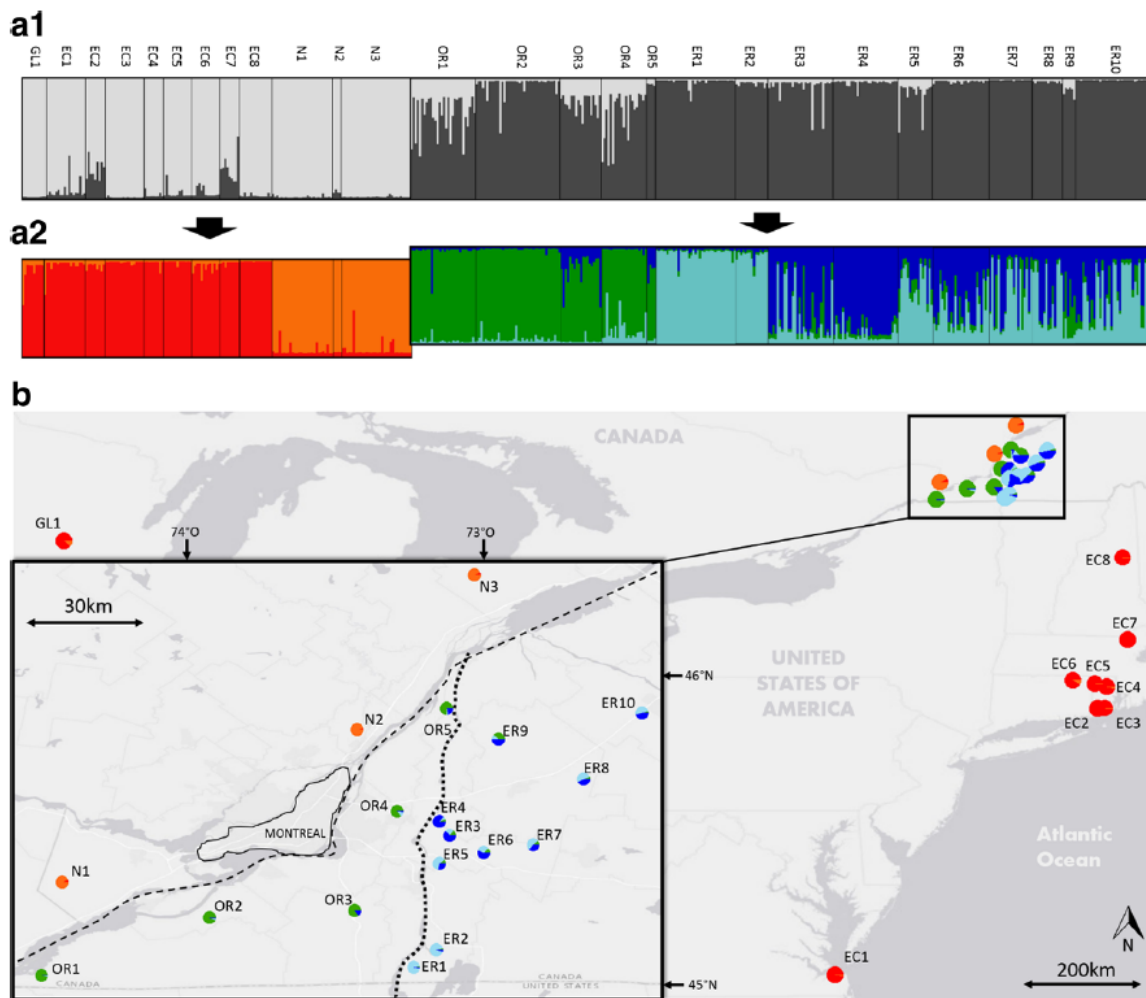 a1
GL1 EC1 EC2 EC3 EC4 EC5 EC6 EC7 EC8 N1 N2 N3 OR1 OR2 OR3 OR4 OR5 ER1 ER2 ER3 ER4 ER5 ER6 ER7 ER8 ER9 ER10
a2
b
CANADA
GL1
74°O
73°O
EC8
30km
N3
EC7
UNITED
STATES OF
AMERICA
46°N
EC6
EC5
EC4
EC2
EC3
N2
OR5
ER9
ER10
ER8
OR4
ER4
ER3
MONTREAL
ER6
ER7
ER5
Atlantic
Ocean
N1
OR2
OR3
ER2
ER1
OR1
EC1
N
CANADA
CANADA
UNITED STATES
45°N
200km